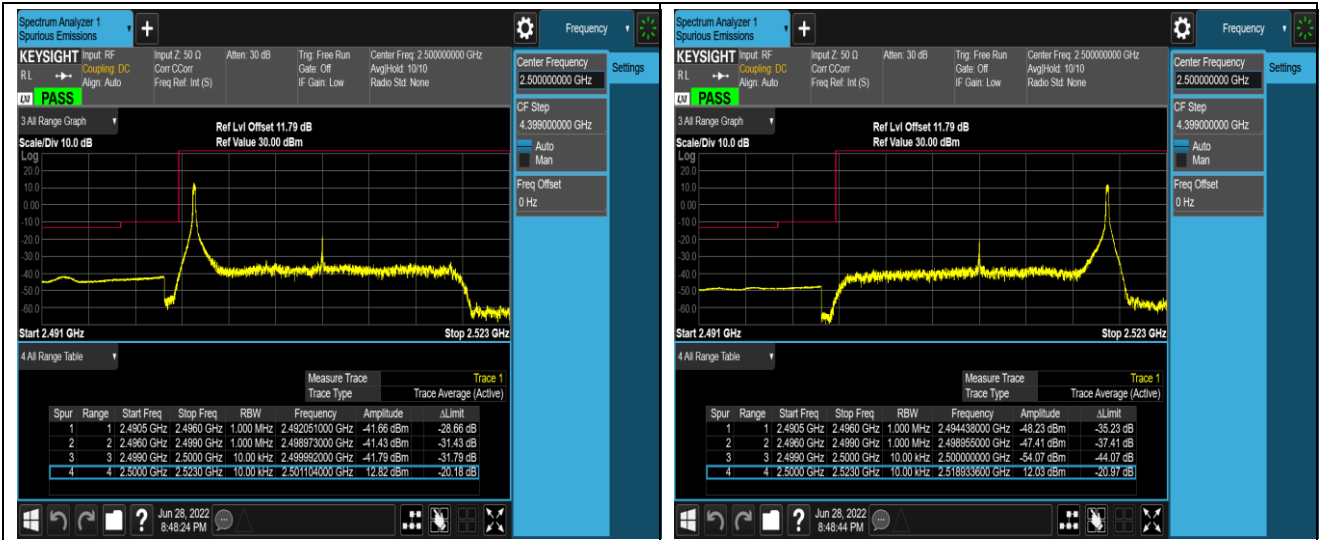 Spectrum Analyzer 1
Spurious Emissions
+
Frequency
KEYSIGHT Input: RF Input Z: 50 Ω Atten: 30 dB Trig: Free Run Center Freq: 2.500000000 GHz
Coupling: DC Corr CCorr Gate: Off Avg|Hold: 10/10
RL Align: Auto Freq Ref: Int (S) IF Gain: Low Radio Std: None
LXI PASS
Center Frequency
2.500000000 GHz
Settings
CF Step
4.399000000 GHz
Auto
Man
Freq Offset
0 Hz
3 All Range Graph
Ref Lvl Offset 11.79 dB
Scale/Div 10.0 dB Ref Value 30.00 dBm
Log
20.0
10.0
0.00
-10.0
-20.0
-30.0
-40.0
-50.0
-60.0
Start 2.491 GHz Stop 2.523 GHz
4 All Range Table
Measure Trace Trace 1
Trace Type Trace Average (Active)
Spur Range Start Freq Stop Freq RBW Frequency Amplitude ΔLimit
1 1 2.4905 GHz 2.4960 GHz 1.000 MHz 2.492051000 GHz -41.66 dBm -28.66 dB
2 2 2.4960 GHz 2.4990 GHz 1.000 MHz 2.498973000 GHz -41.43 dBm -31.43 dB
3 3 2.4990 GHz 2.5000 GHz 10.00 kHz 2.499992000 GHz -41.79 dBm -31.79 dB
4 4 2.5000 GHz 2.5230 GHz 10.00 kHz 2.501104000 GHz 12.82 dBm -20.18 dB
?
Jun 28, 2022
8:48:24 PM
Spectrum Analyzer 1
Spurious Emissions
+
Frequency
KEYSIGHT Input: RF Input Z: 50 Ω Atten: 30 dB Trig: Free Run Center Freq: 2.500000000 GHz
Coupling: DC Corr CCorr Gate: Off Avg|Hold: 10/10
RL Align: Auto Freq Ref: Int (S) IF Gain: Low Radio Std: None
LXI PASS
Center Frequency
2.500000000 GHz
Settings
CF Step
4.399000000 GHz
Auto
Man
Freq Offset
0 Hz
3 All Range Graph
Ref Lvl Offset 11.79 dB
Scale/Div 10.0 dB Ref Value 30.00 dBm
Log
20.0
10.0
0.00
-10.0
-20.0
-30.0
-40.0
-50.0
-60.0
Start 2.491 GHz Stop 2.523 GHz
4 All Range Table
Measure Trace Trace 1
Trace Type Trace Average (Active)
Spur Range Start Freq Stop Freq RBW Frequency Amplitude ΔLimit
1 1 2.4905 GHz 2.4960 GHz 1.000 MHz 2.494438000 GHz -48.23 dBm -35.23 dB
2 2 2.4960 GHz 2.4990 GHz 1.000 MHz 2.498955000 GHz -47.41 dBm -37.41 dB
3 3 2.4990 GHz 2.5000 GHz 10.00 kHz 2.500000000 GHz -54.07 dBm -44.07 dB
4 4 2.5000 GHz 2.5230 GHz 10.00 kHz 2.518933600 GHz 12.03 dBm -20.97 dB
?
Jun 28, 2022
8:48:44 PM